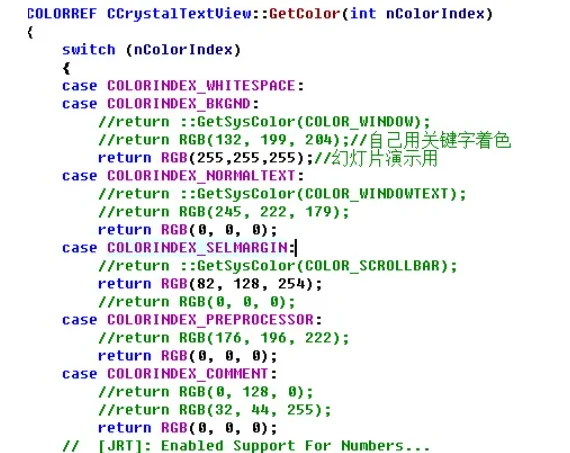 COLORREF CCrystalTextView::GetColor(int nColorIndex)
{
    switch (nColorIndex)
    {
    case COLORINDEX_WHITESPACE:
    case COLORINDEX_BKGND:
        //return ::GetSysColor(COLOR_WINDOW);
        //return RGB(132, 199, 204);//自己用关键字着色
        return RGB(255,255,255);//幻灯片演示用
    case COLORINDEX_NORMALTEXT:
        //return ::GetSysColor(COLOR_WINDOWTEXT);
        //return RGB(245, 222, 179);
        return RGB(0, 0, 0);
    case COLORINDEX_SELMARGIN:
        //return ::GetSysColor(COLOR_SCROLLBAR);
        return RGB(82, 128, 254);
        //return RGB(0, 0, 0);
    case COLORINDEX_PREPROCESSOR:
        //return RGB(176, 196, 222);
        return RGB(0, 0, 0);
    case COLORINDEX_COMMENT:
        //return RGB(0, 128, 0);
        //return RGB(32, 44, 255);
        return RGB(0, 0, 0);
    //  [JRT]: Enabled Support For Numbers...